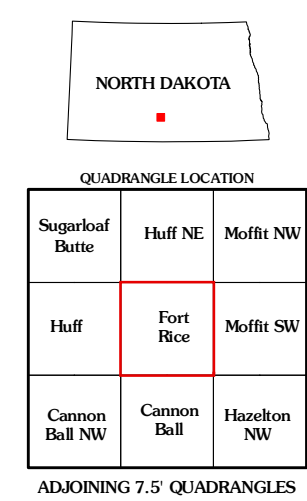 NORTH DAKOTA
QUADRANGLE LOCATION
Sugarloaf
Butte
Huff NE
Moffit NW
Huff
Fort
Rice
Moffit SW
Cannon
Ball NW
Cannon
Ball
Hazelton
NW
ADJOINING 7.5' QUADRANGLES